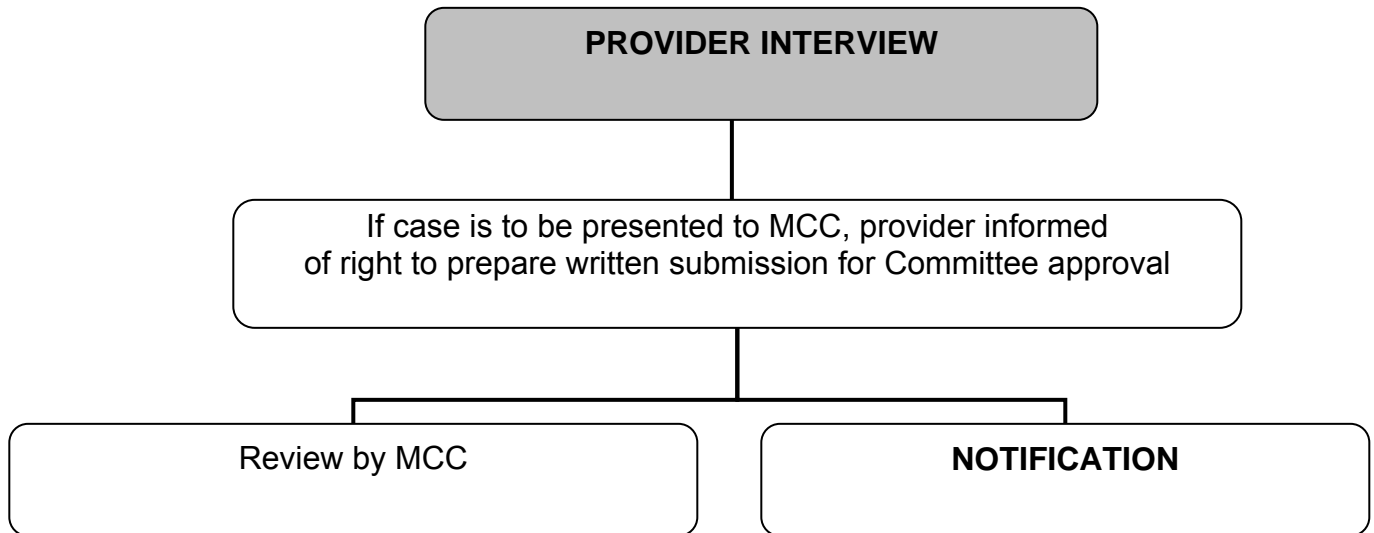 PROVIDER INTERVIEW
If case is to be presented to MCC, provider informed
of right to prepare written submission for Committee approval
Review by MCC
NOTIFICATION